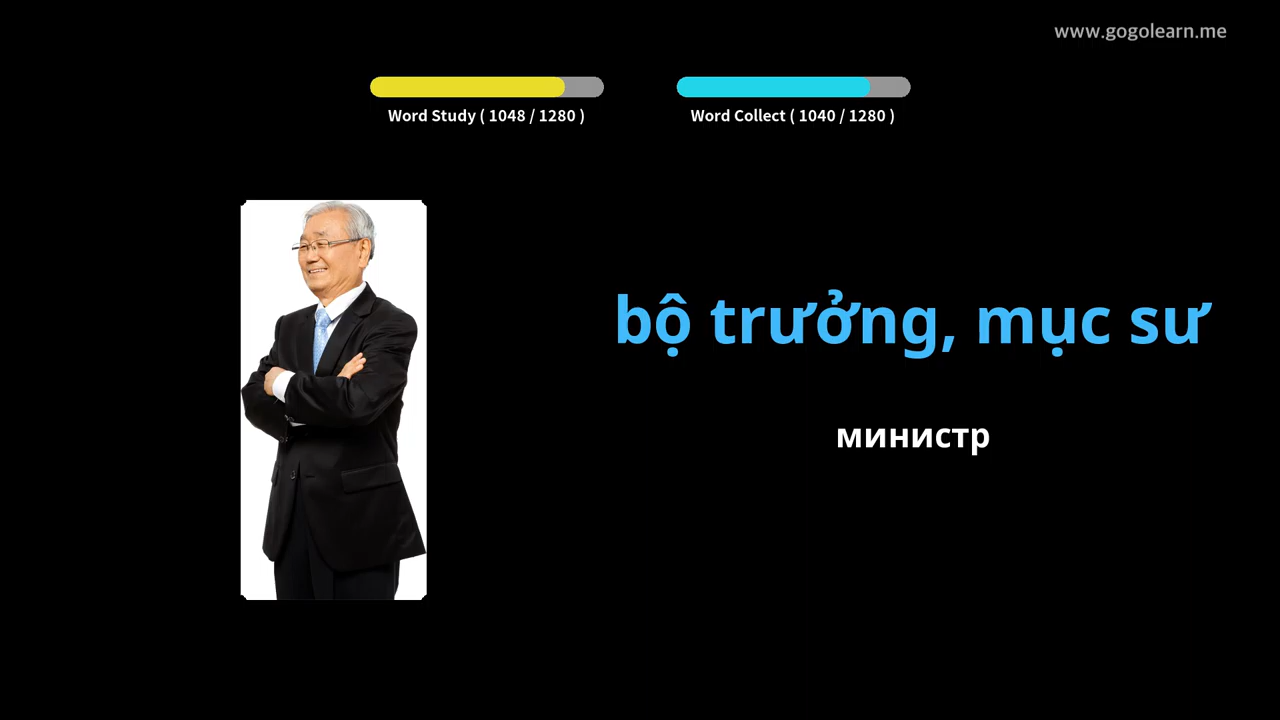 www.gogolearn.me
Word Study ( 1048 / 1280 )
Word Collect ( 1040 / 1280 )
bộ trưởng, mục sư
министр